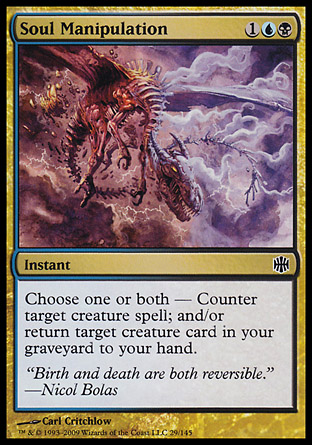 Soul Manipulation 1
Instant
Choose one or both — Counter
target creature spell; and/or
return target creature card in your
graveyard to your hand.
"Birth and death are both reversible."
—Nicol Bolas
Carl Critchlow
™ & © 1993–2009 Wizards of the Coast LLC 29/145